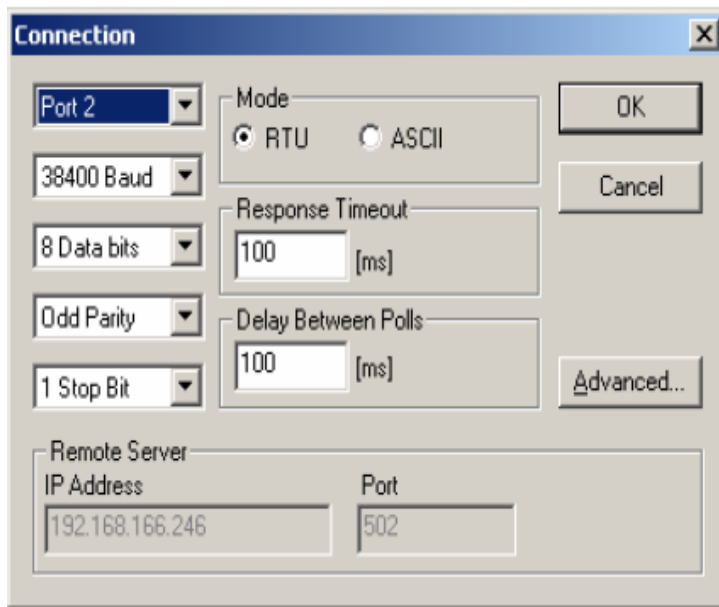 Connection
Port 2
38400 Baud
8 Data bits
Odd Parity
1 Stop Bit
Mode
RTU ASCII
Response Timeout
100 [ms]
Delay Between Polls
100 [ms]
OK
Cancel
Advanced...
Remote Server
IP Address Port
192.168.166.246 502